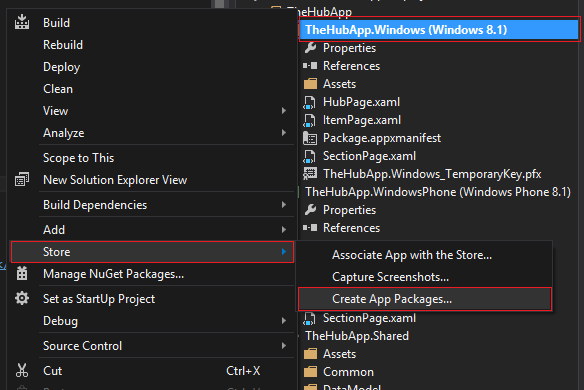 Build
Rebuild
Deploy
Clean
View
Analyze
Scope to This
New Solution Explorer View
Build Dependencies
Add
Store
Manage NuGet Packages...
Set as StartUp Project
Debug
Source Control
Cut Ctrl+X
TheHubApp
TheHubApp.Windows (Windows 8.1)
Properties
References
Assets
HubPage.xaml
ItemPage.xaml
Package.appxmanifest
SectionPage.xaml
TheHubApp.Windows_TemporaryKey.pfx
TheHubApp.WindowsPhone (Windows Phone 8.1)
Properties
References
Associate App with the Store...
Capture Screenshots...
Create App Packages...
SectionPage.xaml
TheHubApp.Shared
Assets
Common
DataModel